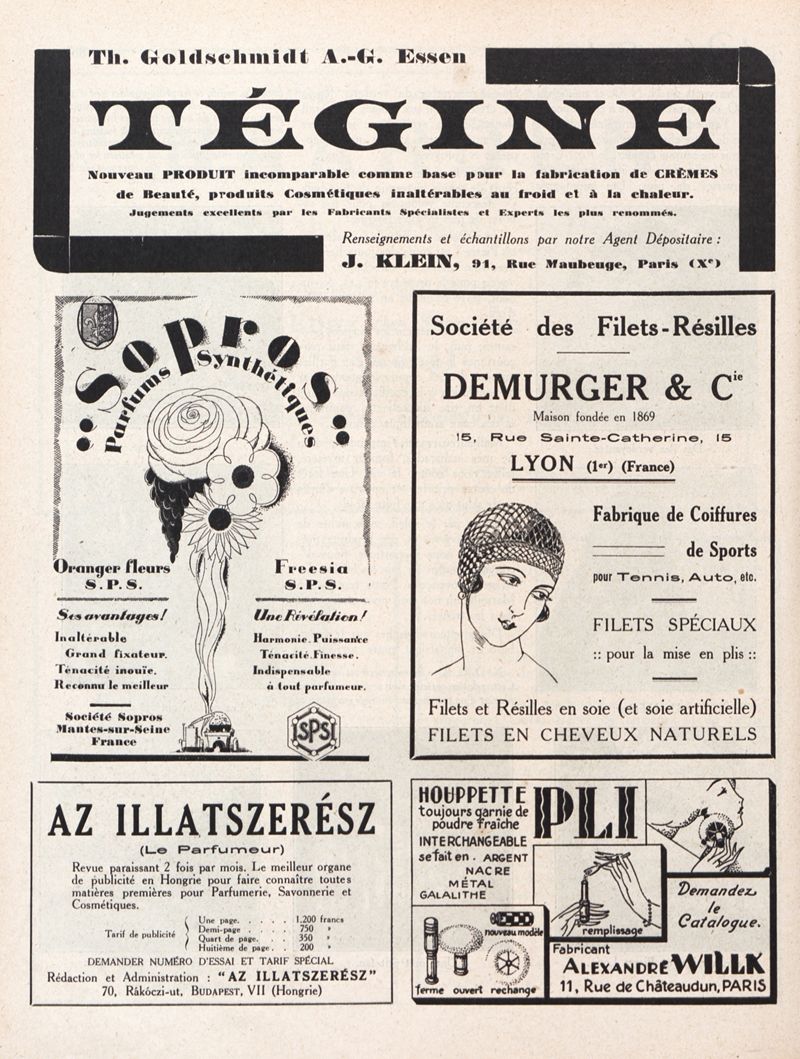 Th. Goldschmidt A.-G. Essen
TÉGINE
Nouveau PRODUIT incomparable comme base pour la fabrication de CRÈMES
de Beauté, produits Cosmétiques inaltérables au froid et à la chaleur.
Jugements excellents par les Fabricants Spécialistes et Experts les plus renommés.
Renseignements et échantillons par notre Agent Dépositaire :
J. KLEIN, 91, Rue Maubeuge, Paris (Xe)
"Sopros"
Parfums Synthétiques
Oranger fleurs
S.P.S.
Ses avantages!
Inaltérable
Grand fixateur.
Ténacité inouïe.
Reconnu le meilleur
Société Sopros
Mantes-sur-Seine
France
Freesia
S.P.S.
Une Révélation!
Harmonie. Puissance
Ténacité. Finesse.
Indispensable
à tout parfumeur.
SPS
Société des Filets-Résilles
DEMURGER & Cie
Maison fondée en 1869
15, Rue Sainte-Catherine, 15
LYON (1er) (France)
Fabrique de Coiffures
de Sports
pour Tennis, Auto, etc.
FILETS SPÉCIAUX
:: pour la mise en plis ::
Filets et Résilles en soie (et soie artificielle)
FILETS EN CHEVEUX NATURELS
AZ ILLATSZERÉSZ
(Le Parfumeur)
Revue paraissant 2 fois par mois. Le meilleur organe
de publicité en Hongrie pour faire connaître toutes
matières premières pour Parfumerie, Savonnerie et
Cosmétiques.
Tarif de publicité
Une page. . . . . 1.200 francs
Demi-page . . . . 750 »
Quart de page. . . . 350 »
Huitième de page . . . 200 »
DEMANDER NUMÉRO D'ESSAI ET TARIF SPÉCIAL
Rédaction et Administration : "AZ ILLATSZERÉSZ"
70, Rákóczi-ut, BUDAPEST, VII (Hongrie)
HOUPPETTE PLI
toujours garnie de
poudre fraîche
INTERCHANGEABLE
se fait en. ARGENT
NACRE
MÉTAL
GALALITHE
remplissage
Demandez
le
Catalogue.
nouveau modèle
ferme ouvert rechange
Fabricant
ALEXANDRE WILLK
11, Rue de Châteaudun, PARIS